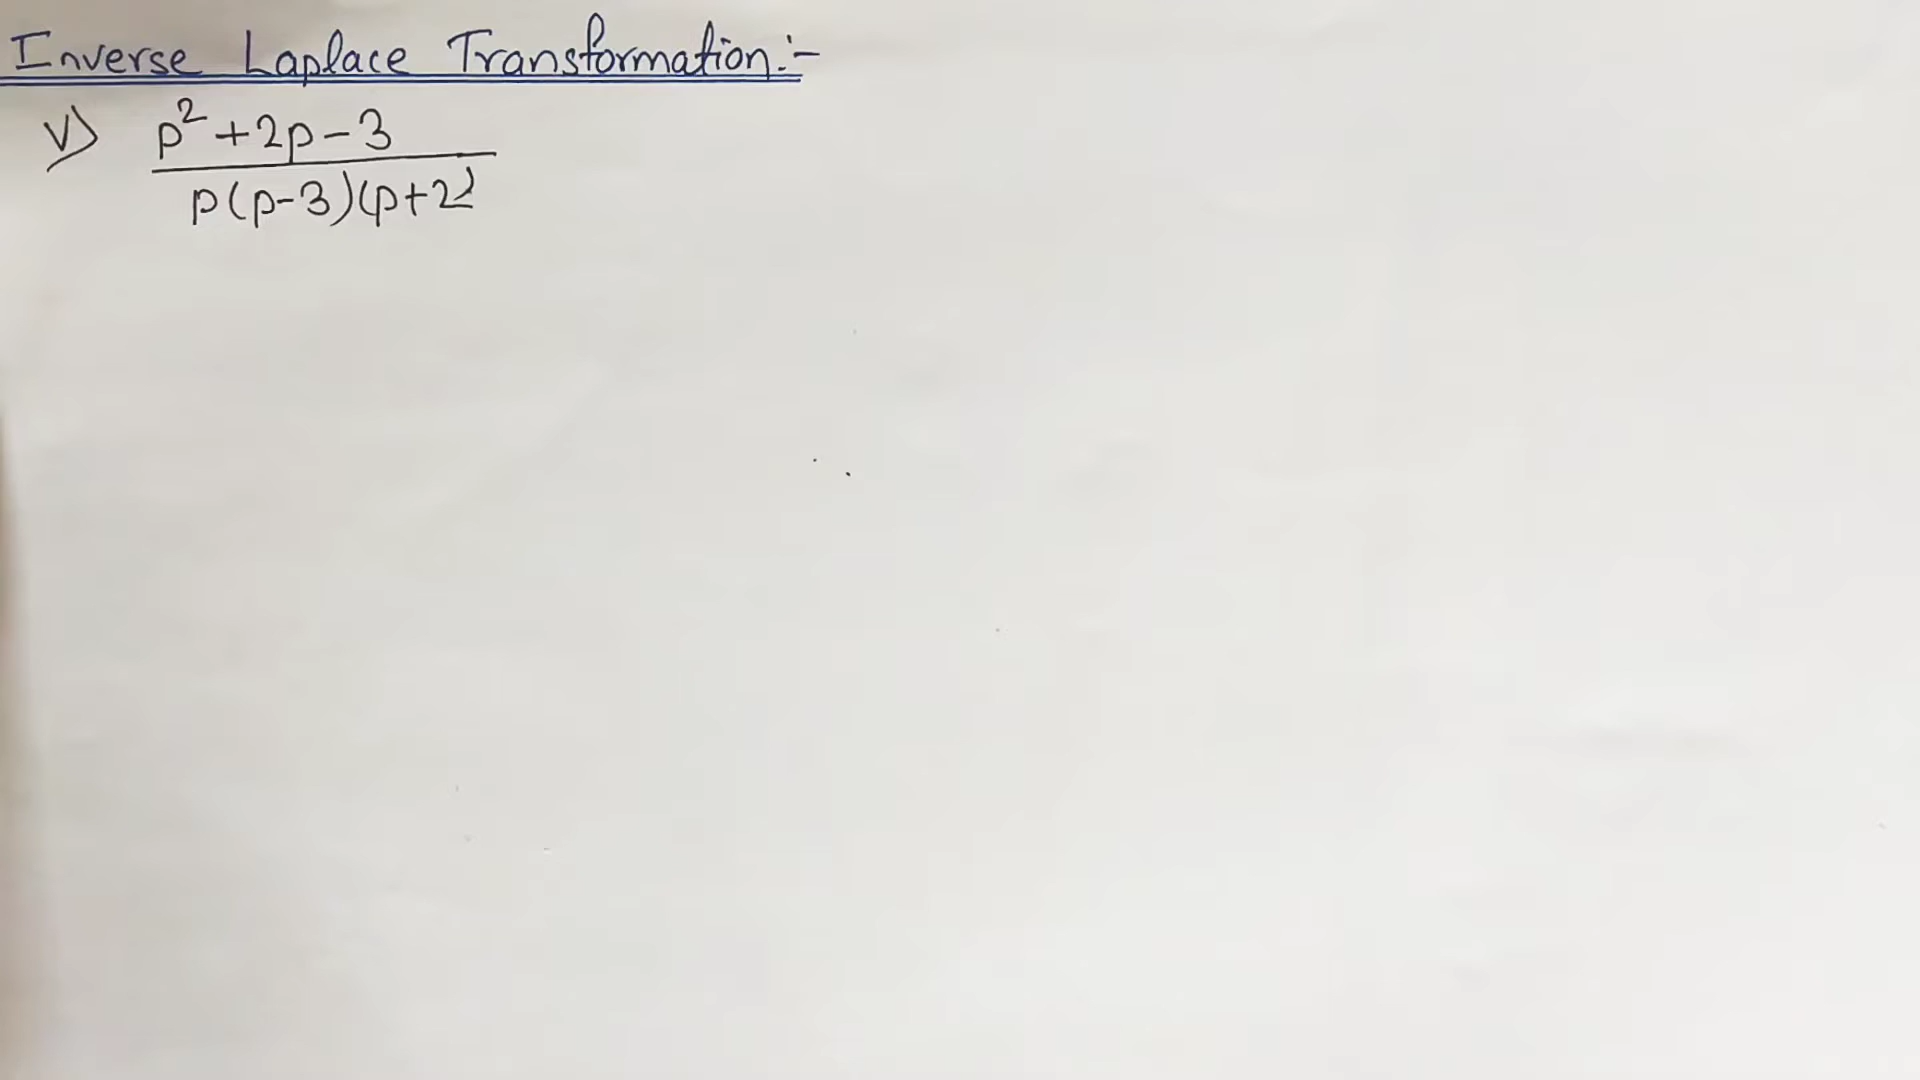 Inverse Laplace Transformation:-
V) p²+2p-3
p(p-3)(p+2)